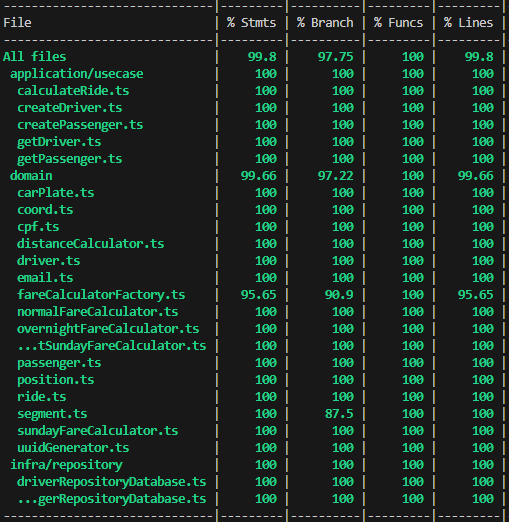 -------------------------------|---------|----------|---------|---------|
File                           | % Stmts | % Branch | % Funcs | % Lines |
-------------------------------|---------|----------|---------|---------|
All files                      |    99.8 |    97.75 |     100 |    99.8 |
 application/usecase           |     100 |      100 |     100 |     100 |
  calculateRide.ts             |     100 |      100 |     100 |     100 |
  createDriver.ts              |     100 |      100 |     100 |     100 |
  createPassenger.ts           |     100 |      100 |     100 |     100 |
  getDriver.ts                 |     100 |      100 |     100 |     100 |
  getPassenger.ts              |     100 |      100 |     100 |     100 |
 domain                        |   99.66 |    97.22 |     100 |   99.66 |
  carPlate.ts                  |     100 |      100 |     100 |     100 |
  coord.ts                     |     100 |      100 |     100 |     100 |
  cpf.ts                       |     100 |      100 |     100 |     100 |
  distanceCalculator.ts        |     100 |      100 |     100 |     100 |
  driver.ts                    |     100 |      100 |     100 |     100 |
  email.ts                     |     100 |      100 |     100 |     100 |
  fareCalculatorFactory.ts     |   95.65 |     90.9 |     100 |   95.65 |
  normalFareCalculator.ts      |     100 |      100 |     100 |     100 |
  overnightFareCalculator.ts   |     100 |      100 |     100 |     100 |
  ...tSundayFareCalculator.ts  |     100 |      100 |     100 |     100 |
  passenger.ts                 |     100 |      100 |     100 |     100 |
  position.ts                  |     100 |      100 |     100 |     100 |
  ride.ts                      |     100 |      100 |     100 |     100 |
  segment.ts                   |     100 |     87.5 |     100 |     100 |
  sundayFareCalculator.ts      |     100 |      100 |     100 |     100 |
  uuidGenerator.ts             |     100 |      100 |     100 |     100 |
 infra/repository              |     100 |      100 |     100 |     100 |
  driverRepositoryDatabase.ts  |     100 |      100 |     100 |     100 |
  ...gerRepositoryDatabase.ts  |     100 |      100 |     100 |     100 |
-------------------------------|---------|----------|---------|---------|